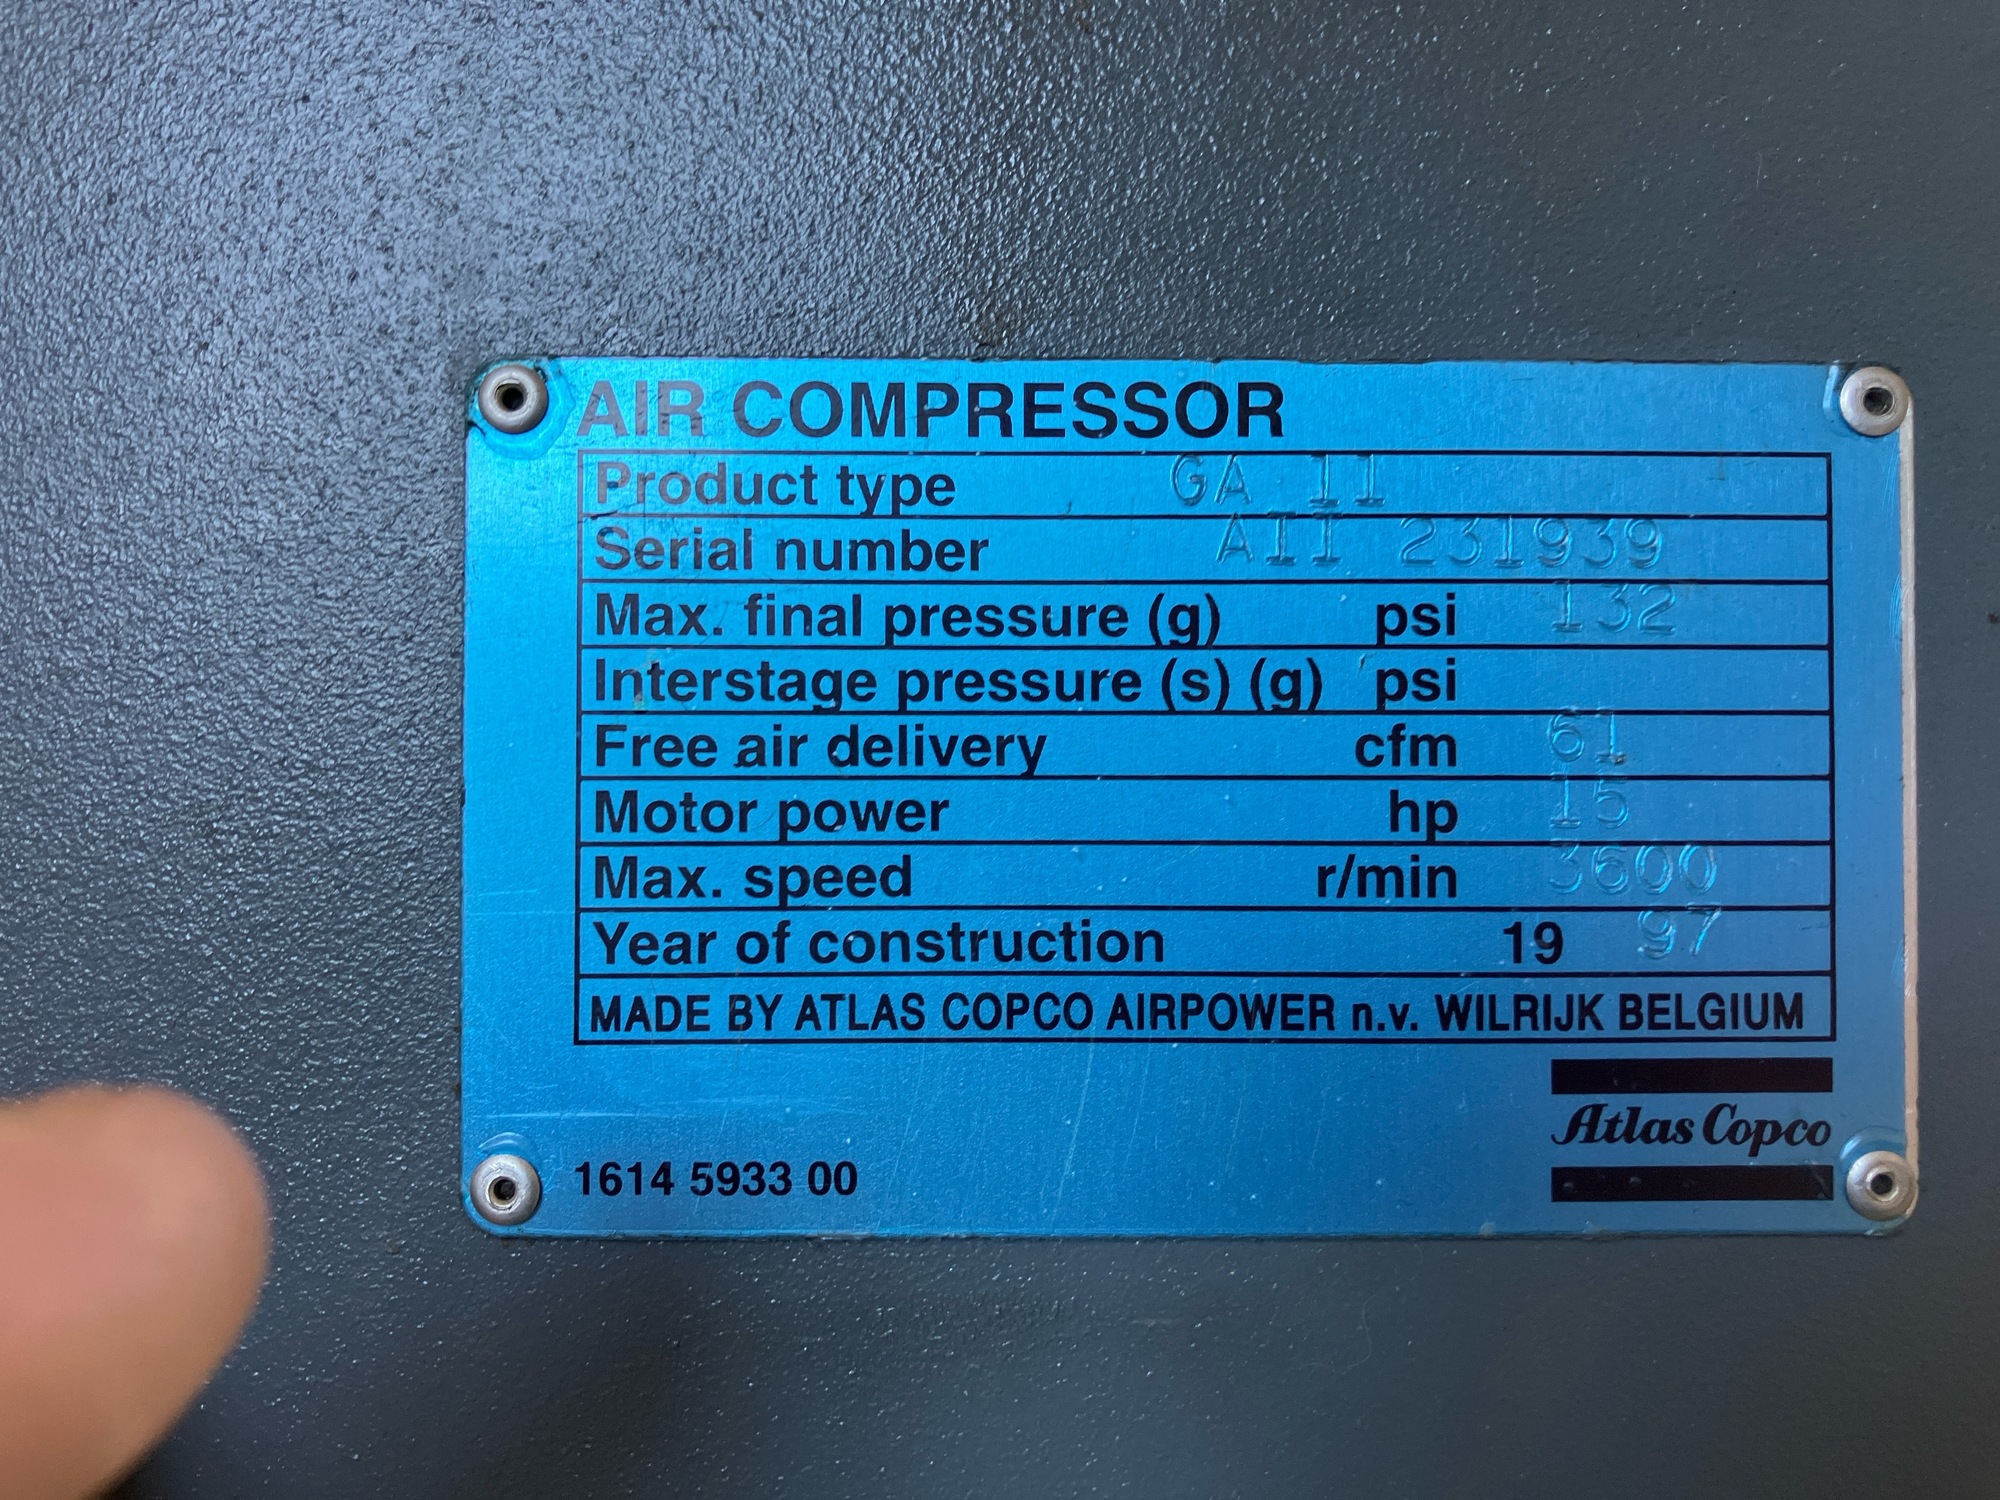 AIR COMPRESSOR
Product type GA 11
Serial number AII 231939
Max. final pressure (g) psi 132
Interstage pressure (s) (g) psi
Free air delivery cfm 61
Motor power hp 15
Max. speed r/min 3600
Year of construction 19 97
MADE BY ATLAS COPCO AIRPOWER n.v. WILRIJK BELGIUM
Atlas Copco
1614 5933 00